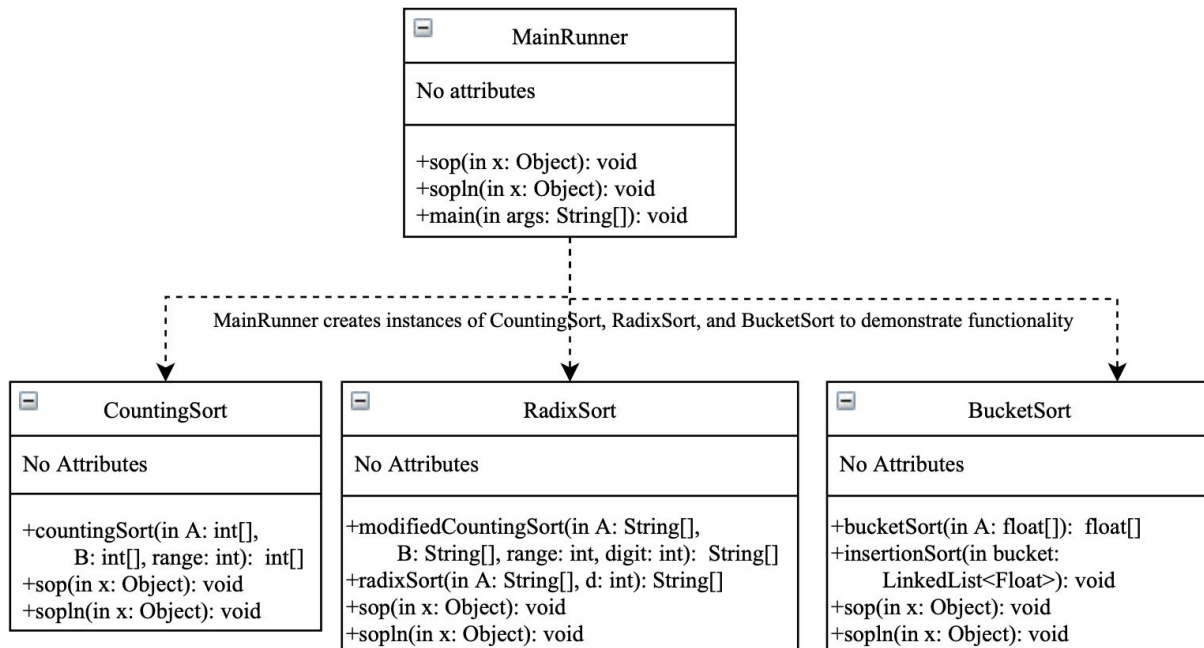 MainRunner
No attributes
+sop(in x: Object): void
+sopln(in x: Object): void
+main(in args: String[]): void
MainRunner creates instances of CountingSort, RadixSort, and BucketSort to demonstrate functionality
CountingSort
No Attributes
+countingSort(in A: int[],
B: int[], range: int): int[]
+sop(in x: Object): void
+sopln(in x: Object): void
RadixSort
No Attributes
+modifiedCountingSort(in A: String[],
B: String[], range: int, digit: int): String[]
+radixSort(in A: String[], d: int): String[]
+sop(in x: Object): void
+sopln(in x: Object): void
BucketSort
No Attributes
+bucketSort(in A: float[]): float[]
+insertionSort(in bucket:
LinkedList<Float>): void
+sop(in x: Object): void
+sopln(in x: Object): void